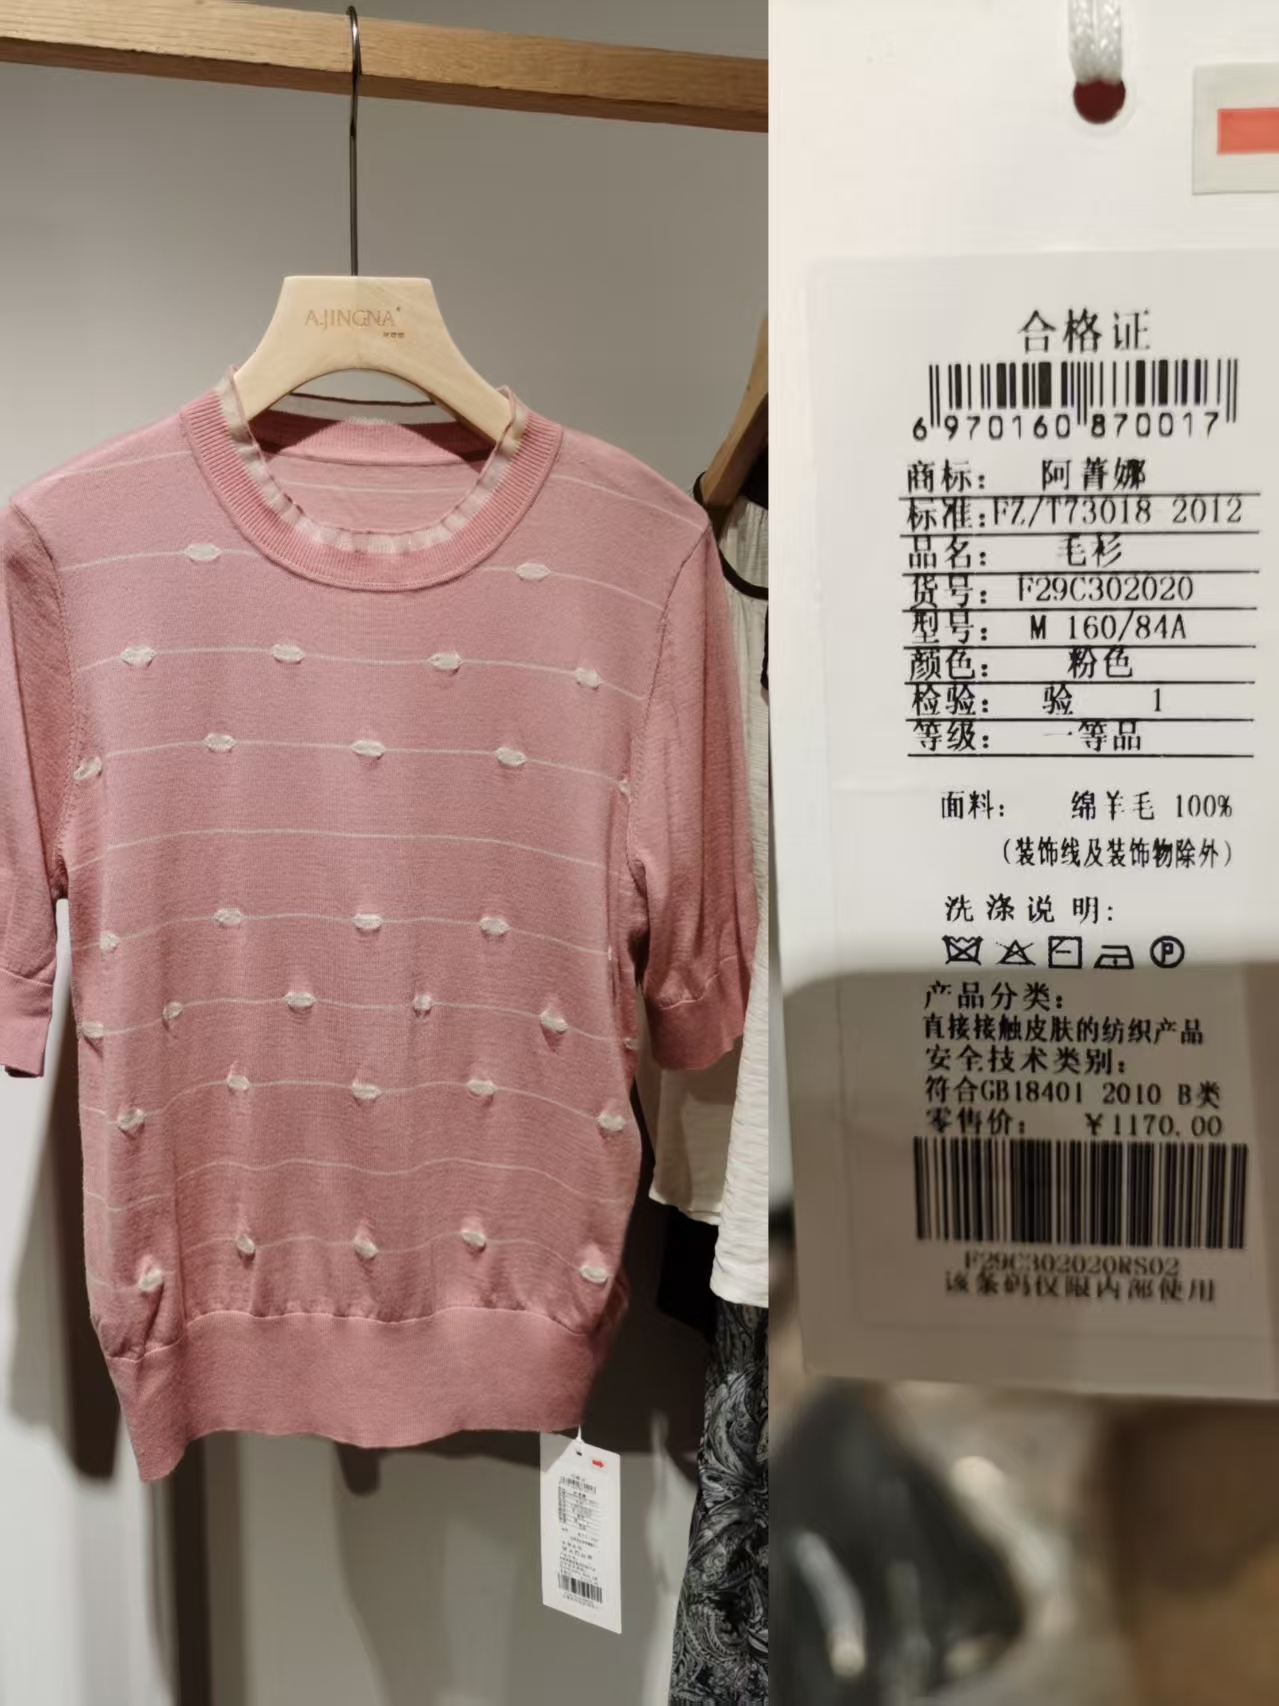 A.JINGNA
合格证
6 970160 870017
商标： 阿菁娜
标准：FZ/T73018 2012
品名： 毛衫
货号： F29C302020
型号： M 160/84A
颜色： 粉色
检验： 验 1
等级： 一等品
面料： 绵羊毛 100%
（装饰线及装饰物除外）
洗涤说明:
P
产品分类：
直接接触皮肤的纺织产品
安全技术类别：
符合GB18401 2010 B类
零售价： ￥1170.00
F29C302020RS02
该条码仅限内部使用